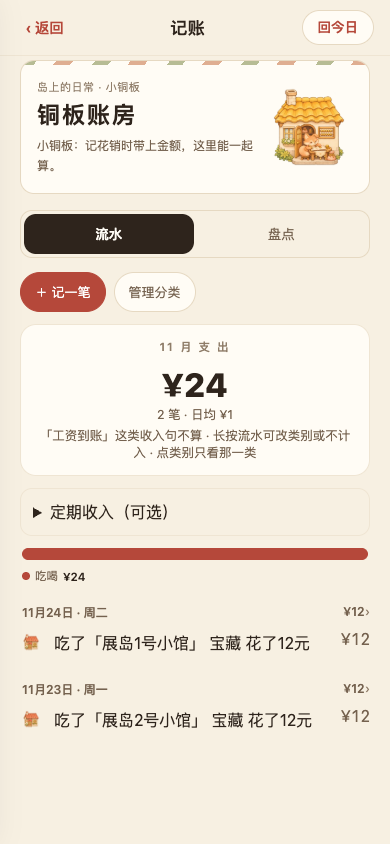 ‹ 返回
记账
回今日
岛上的日常 · 小铜板
铜板账房
小铜板：记花销时带上金额，这里能一起
算。
流水
盘点
＋ 记一笔
管理分类
11 月 支 出
¥24
2 笔 · 日均 ¥1
「工资到账」这类收入句不算 · 长按流水可改类别或不计
入 · 点类别只看那一类
▶ 定期收入（可选）
吃喝 ¥24
11月24日 · 周二 ¥12›
吃了「展岛1号小馆」 宝藏 花了12元 ¥12
11月23日 · 周一 ¥12›
吃了「展岛2号小馆」 宝藏 花了12元 ¥12